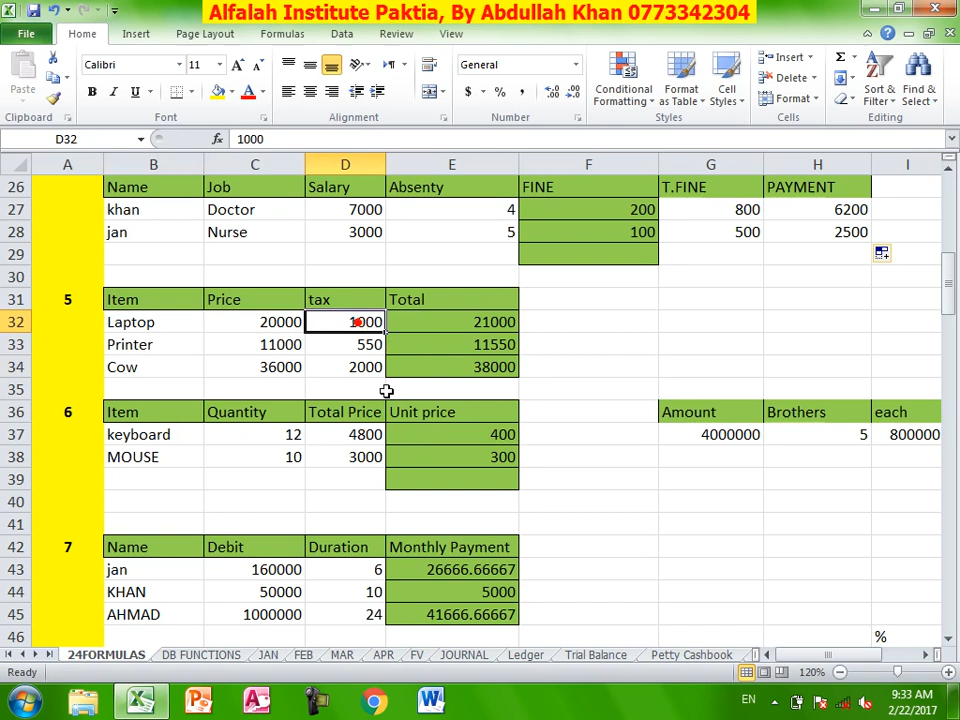 Alfalah Institute Paktia, By Abdullah Khan 0773342304
File Home Insert Page Layout Formulas Data Review View
Paste Calibri 11 A A General Conditional Formatting Format as Table Cell Styles Insert Delete Format Sort & Filter Find & Select
B I U A $ % , .0 .00 .00 .0
Clipboard Font Alignment Number Styles Cells Editing
D32 fx 1000
A B C D E F G H I
26 Name Job Salary Absenty FINE T.FINE PAYMENT
27 khan Doctor 7000 4 200 800 6200
28 jan Nurse 3000 5 100 500 2500
29
30
31 5 Item Price tax Total
32 Laptop 20000 1000 21000
33 Printer 11000 550 11550
34 Cow 36000 2000 38000
35
36 6 Item Quantity Total Price Unit price Amount Brothers each
37 keyboard 12 4800 400 4000000 5 800000
38 MOUSE 10 3000 300
39
40
41
42 7 Name Debit Duration Monthly Payment
43 jan 160000 6 26666.66667
44 KHAN 50000 10 5000
45 AHMAD 1000000 24 41666.66667
46 %
24FORMULAS DB FUNCTIONS JAN FEB MAR APR FV JOURNAL Ledger Trial Balance Petty Cashbook
Ready 120%
EN 9:33 AM
2/22/2017